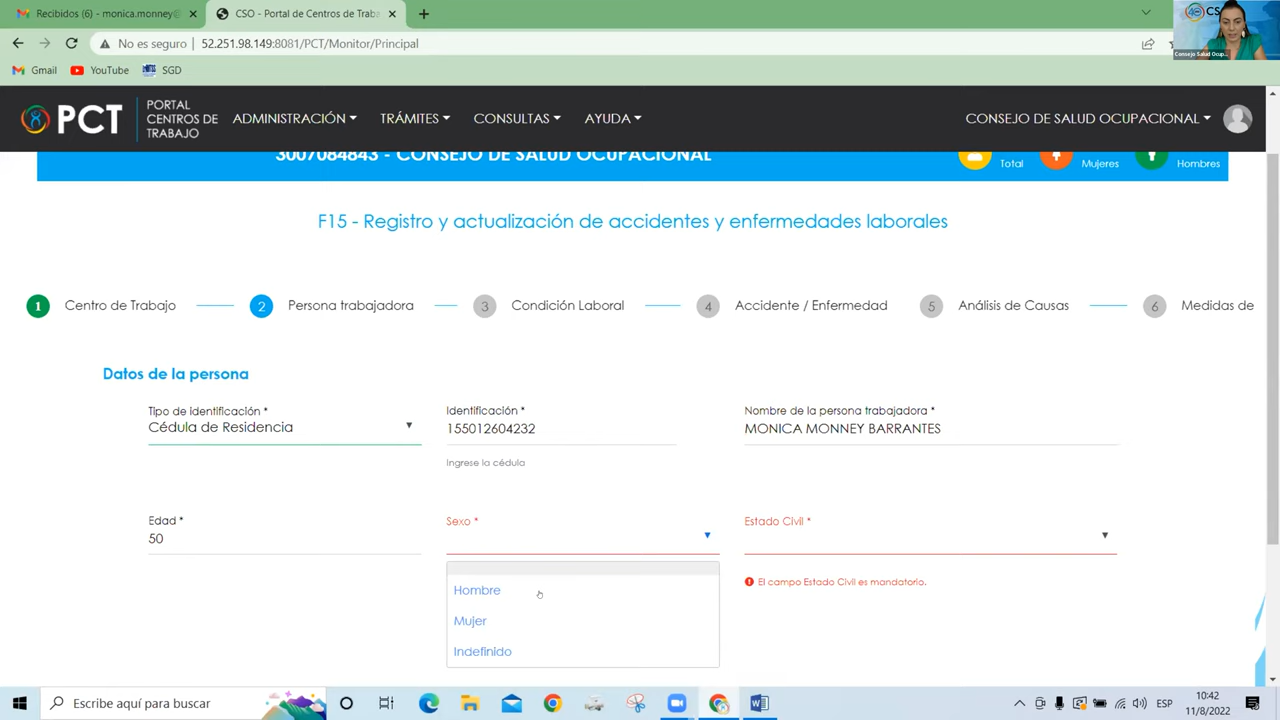 Recibidos (6) - monica.monney@
CSO - Portal de Centros de Traba
No es seguro
52.251.98.149:8081/PCT/Monitor/Principal
Gmail
YouTube
SGD
Consejo Salud Ocup...
PCT
PORTAL
CENTROS DE
TRABAJO
ADMINISTRACIÓN
TRÁMITES
CONSULTAS
AYUDA
CONSEJO DE SALUD OCUPACIONAL
3007084843 - CONSEJO DE SALUD OCUPACIONAL
Total
Mujeres
Hombres
F15 - Registro y actualización de accidentes y enfermedades laborales
1 Centro de Trabajo
2 Persona trabajadora
3 Condición Laboral
4 Accidente / Enfermedad
5 Análisis de Causas
6 Medidas de
Datos de la persona
Tipo de identificación *
Cédula de Residencia
Identificación *
155012604232
Ingrese la cédula
Nombre de la persona trabajadora *
MONICA MONNEY BARRANTES
Edad *
50
Sexo *
Hombre
Mujer
Indefinido
Estado Civil *
El campo Estado Civil es mandatorio.
Escribe aquí para buscar
ESP
10:42
11/8/2022